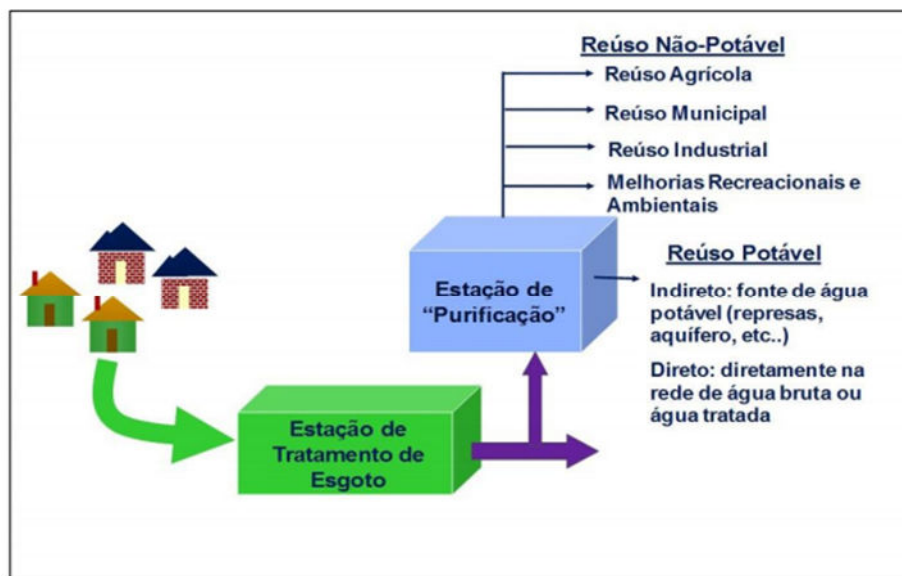 Reúso Não-Potável
Reúso Agrícola
Reúso Municipal
Reúso Industrial
Melhorias Recreacionais e
Ambientais
Estação de
“Purificação”
Reúso Potável
Indireto: fonte de água
potável (represas,
aquífero, etc..)
Direto: diretamente na
rede de água bruta ou
água tratada
Estação de
Tratamento de
Esgoto